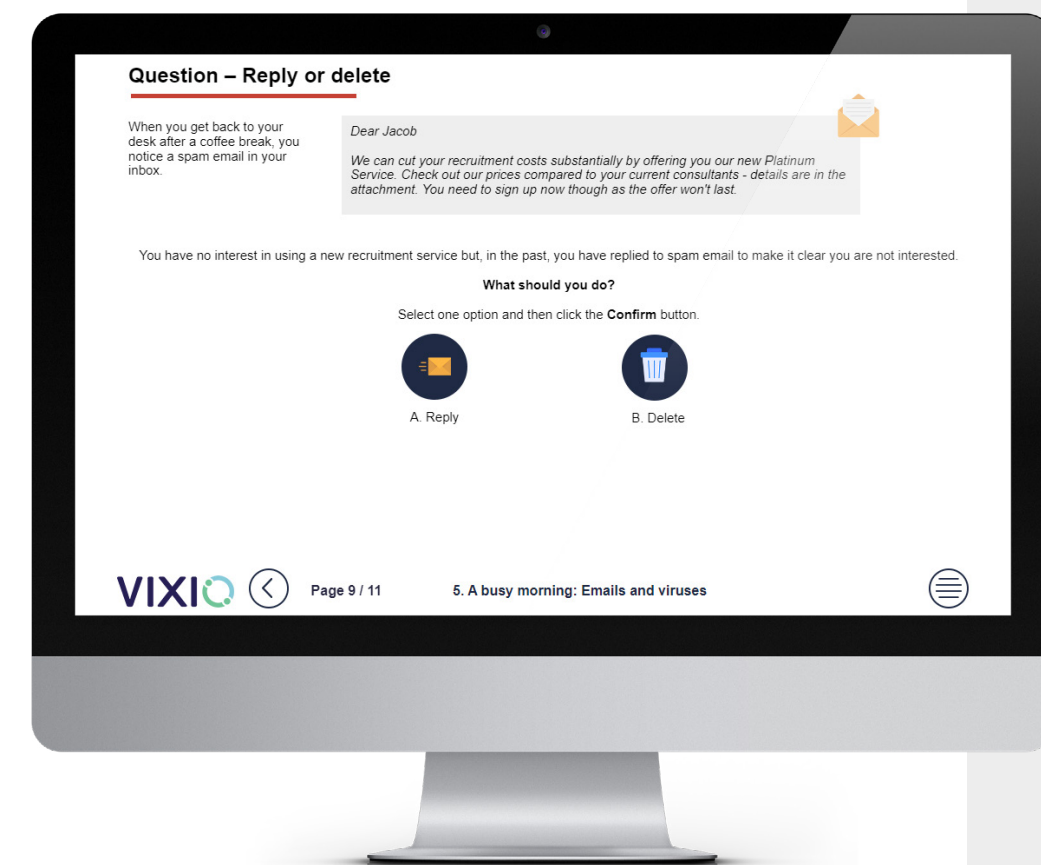 Question – Reply or delete
When you get back to your
desk after a coffee break, you
notice a spam email in your
inbox.
Dear Jacob
We can cut your recruitment costs substantially by offering you our new Platinum
Service. Check out our prices compared to your current consultants - details are in the
attachment. You need to sign up now though as the offer won't last.
You have no interest in using a new recruitment service but, in the past, you have replied to spam email to make it clear you are not interested.
What should you do?
Select one option and then click the Confirm button.
A. Reply
B. Delete
VIXIO
Page 9 / 11
5. A busy morning: Emails and viruses